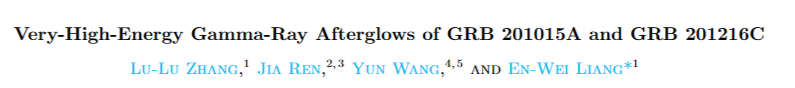 Very-High-Energy Gamma-Ray Afterglows of GRB 201015A and GRB 201216C
Lu-Lu Zhang,¹ Jia Ren,²,³ Yun Wang,⁴,⁵ and En-Wei Liang*¹